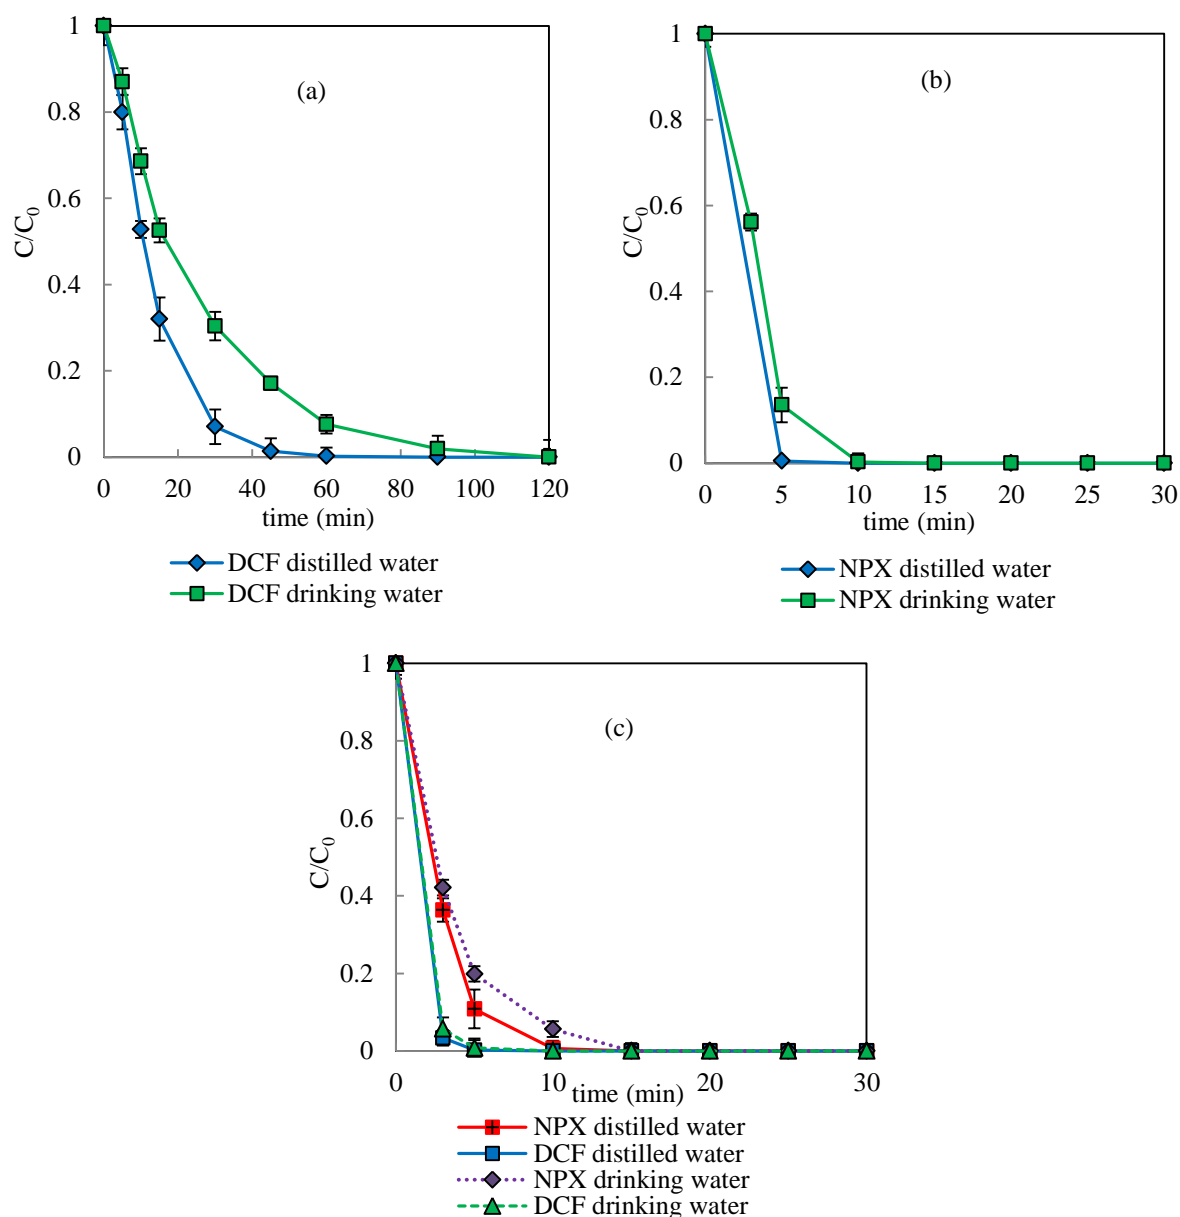 (a)
C/C0
1
0.8
0.6
0.4
0.2
0
0 20 40 60 80 100 120
time (min)
DCF distilled water
DCF drinking water
(b)
C/C0
1
0.8
0.6
0.4
0.2
0
0 5 10 15 20 25 30
time (min)
NPX distilled water
NPX drinking water
(c)
C/C0
1
0.8
0.6
0.4
0.2
0
0 10 20 30
time (min)
NPX distilled water
DCF distilled water
NPX drinking water
DCF drinking water